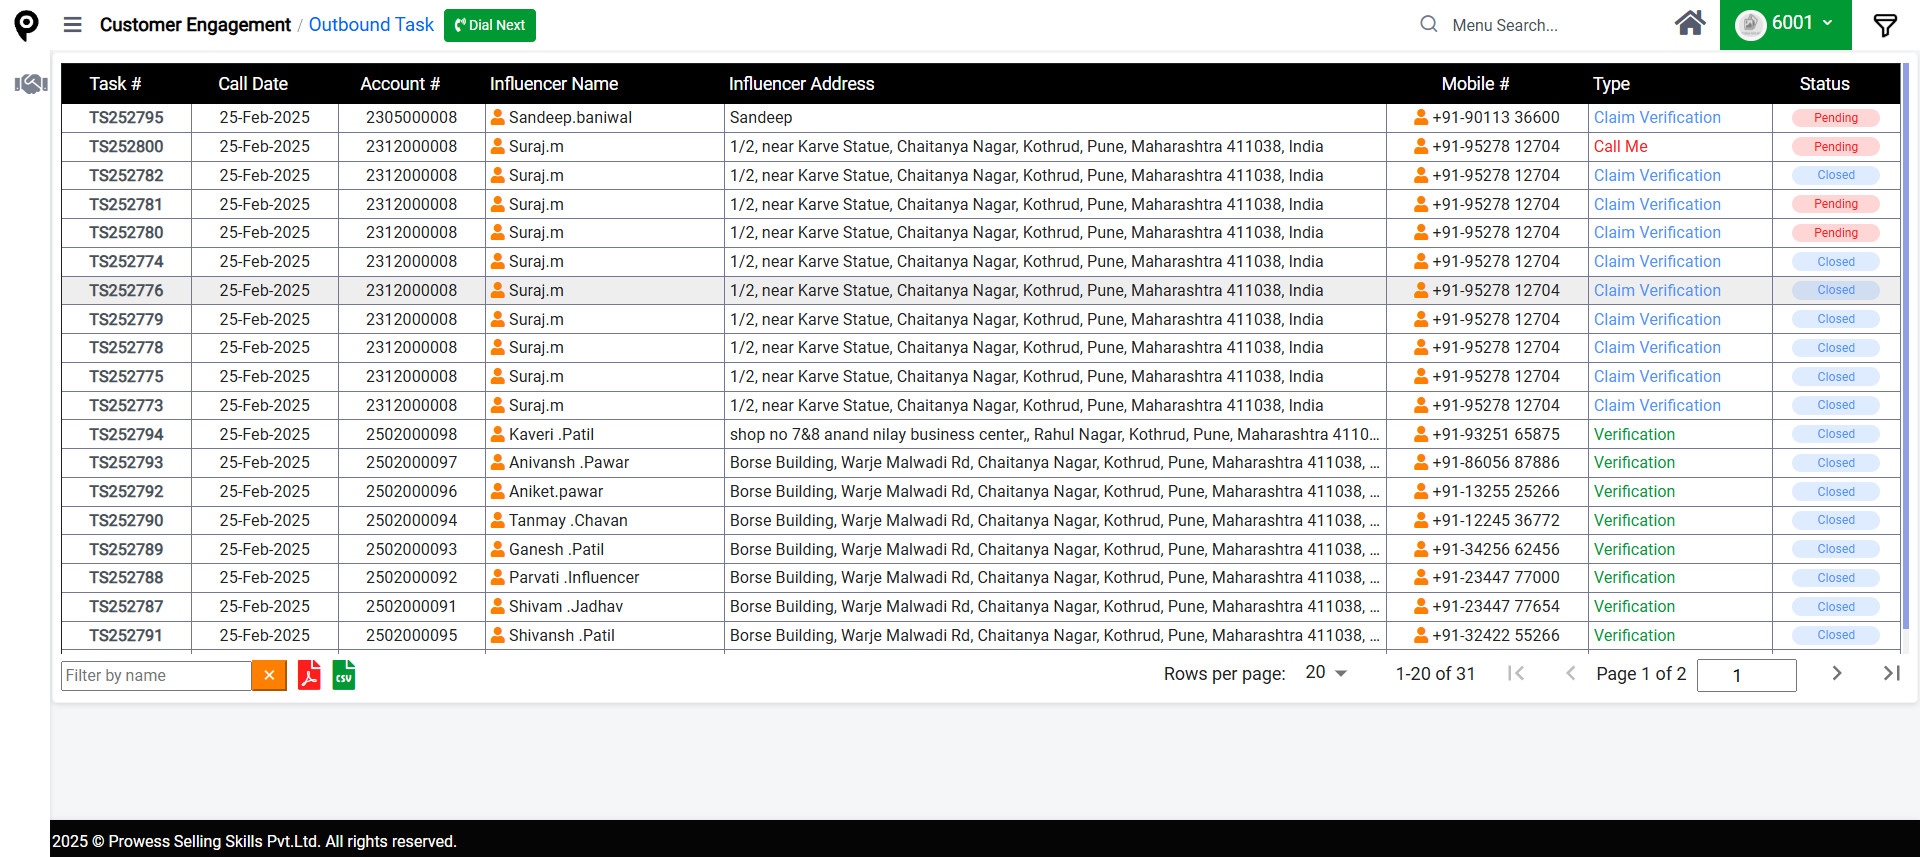 Customer Engagement / Outbound Task Dial Next Menu Search... 6001
Task # Call Date Account # Influencer Name Influencer Address Mobile # Type Status
TS252795 25-Feb-2025 2305000008 Sandeep.baniwal Sandeep +91-90113 36600 Claim Verification Pending
TS252800 25-Feb-2025 2312000008 Suraj.m 1/2, near Karve Statue, Chaitanya Nagar, Kothrud, Pune, Maharashtra 411038, India +91-95278 12704 Call Me Pending
TS252782 25-Feb-2025 2312000008 Suraj.m 1/2, near Karve Statue, Chaitanya Nagar, Kothrud, Pune, Maharashtra 411038, India +91-95278 12704 Claim Verification Closed
TS252781 25-Feb-2025 2312000008 Suraj.m 1/2, near Karve Statue, Chaitanya Nagar, Kothrud, Pune, Maharashtra 411038, India +91-95278 12704 Claim Verification Pending
TS252780 25-Feb-2025 2312000008 Suraj.m 1/2, near Karve Statue, Chaitanya Nagar, Kothrud, Pune, Maharashtra 411038, India +91-95278 12704 Claim Verification Pending
TS252774 25-Feb-2025 2312000008 Suraj.m 1/2, near Karve Statue, Chaitanya Nagar, Kothrud, Pune, Maharashtra 411038, India +91-95278 12704 Claim Verification Closed
TS252776 25-Feb-2025 2312000008 Suraj.m 1/2, near Karve Statue, Chaitanya Nagar, Kothrud, Pune, Maharashtra 411038, India +91-95278 12704 Claim Verification Closed
TS252779 25-Feb-2025 2312000008 Suraj.m 1/2, near Karve Statue, Chaitanya Nagar, Kothrud, Pune, Maharashtra 411038, India +91-95278 12704 Claim Verification Closed
TS252778 25-Feb-2025 2312000008 Suraj.m 1/2, near Karve Statue, Chaitanya Nagar, Kothrud, Pune, Maharashtra 411038, India +91-95278 12704 Claim Verification Closed
TS252775 25-Feb-2025 2312000008 Suraj.m 1/2, near Karve Statue, Chaitanya Nagar, Kothrud, Pune, Maharashtra 411038, India +91-95278 12704 Claim Verification Closed
TS252773 25-Feb-2025 2312000008 Suraj.m 1/2, near Karve Statue, Chaitanya Nagar, Kothrud, Pune, Maharashtra 411038, India +91-95278 12704 Claim Verification Closed
TS252794 25-Feb-2025 2502000098 Kaveri .Patil shop no 7&8 anand nilay business center,, Rahul Nagar, Kothrud, Pune, Maharashtra 4110... +91-93251 65875 Verification Closed
TS252793 25-Feb-2025 2502000097 Anivansh .Pawar Borse Building, Warje Malwadi Rd, Chaitanya Nagar, Kothrud, Pune, Maharashtra 411038, ... +91-86056 87886 Verification Closed
TS252792 25-Feb-2025 2502000096 Aniket.pawar Borse Building, Warje Malwadi Rd, Chaitanya Nagar, Kothrud, Pune, Maharashtra 411038, ... +91-13255 25266 Verification Closed
TS252790 25-Feb-2025 2502000094 Tanmay .Chavan Borse Building, Warje Malwadi Rd, Chaitanya Nagar, Kothrud, Pune, Maharashtra 411038, ... +91-12245 36772 Verification Closed
TS252789 25-Feb-2025 2502000093 Ganesh .Patil Borse Building, Warje Malwadi Rd, Chaitanya Nagar, Kothrud, Pune, Maharashtra 411038, ... +91-34256 62456 Verification Closed
TS252788 25-Feb-2025 2502000092 Parvati .Influencer Borse Building, Warje Malwadi Rd, Chaitanya Nagar, Kothrud, Pune, Maharashtra 411038, ... +91-23447 77000 Verification Closed
TS252787 25-Feb-2025 2502000091 Shivam .Jadhav Borse Building, Warje Malwadi Rd, Chaitanya Nagar, Kothrud, Pune, Maharashtra 411038, ... +91-23447 77654 Verification Closed
TS252791 25-Feb-2025 2502000095 Shivansh .Patil Borse Building, Warje Malwadi Rd, Chaitanya Nagar, Kothrud, Pune, Maharashtra 411038, ... +91-32422 55266 Verification Closed
Filter by name CSV Rows per page: 20 1-20 of 31 Page 1 of 2 1
2025 © Prowess Selling Skills Pvt.Ltd. All rights reserved.